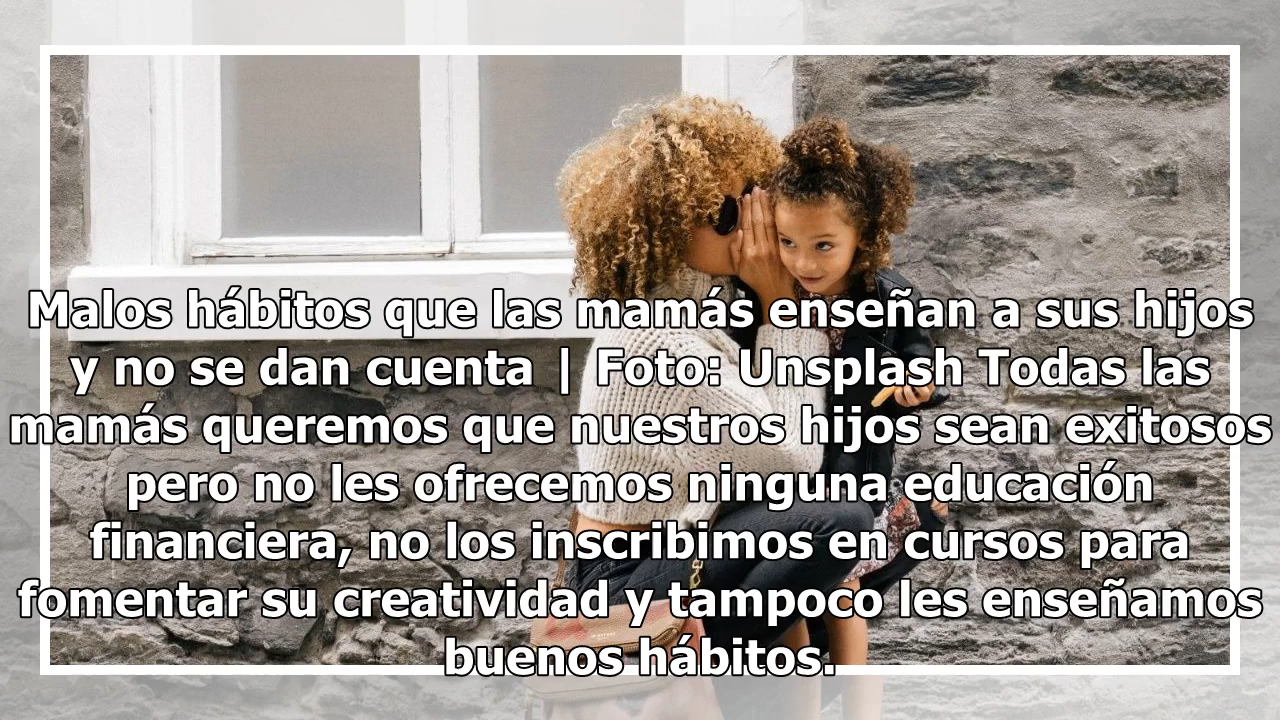 Malos hábitos que las mamás enseñan a sus hijos
y no se dan cuenta | Foto: Unsplash Todas las
mamás queremos que nuestros hijos sean exitosos
pero no les ofrecemos ninguna educación
financiera, no los inscribimos en cursos para
fomentar su creatividad y tampoco les enseñamos
buenos hábitos.